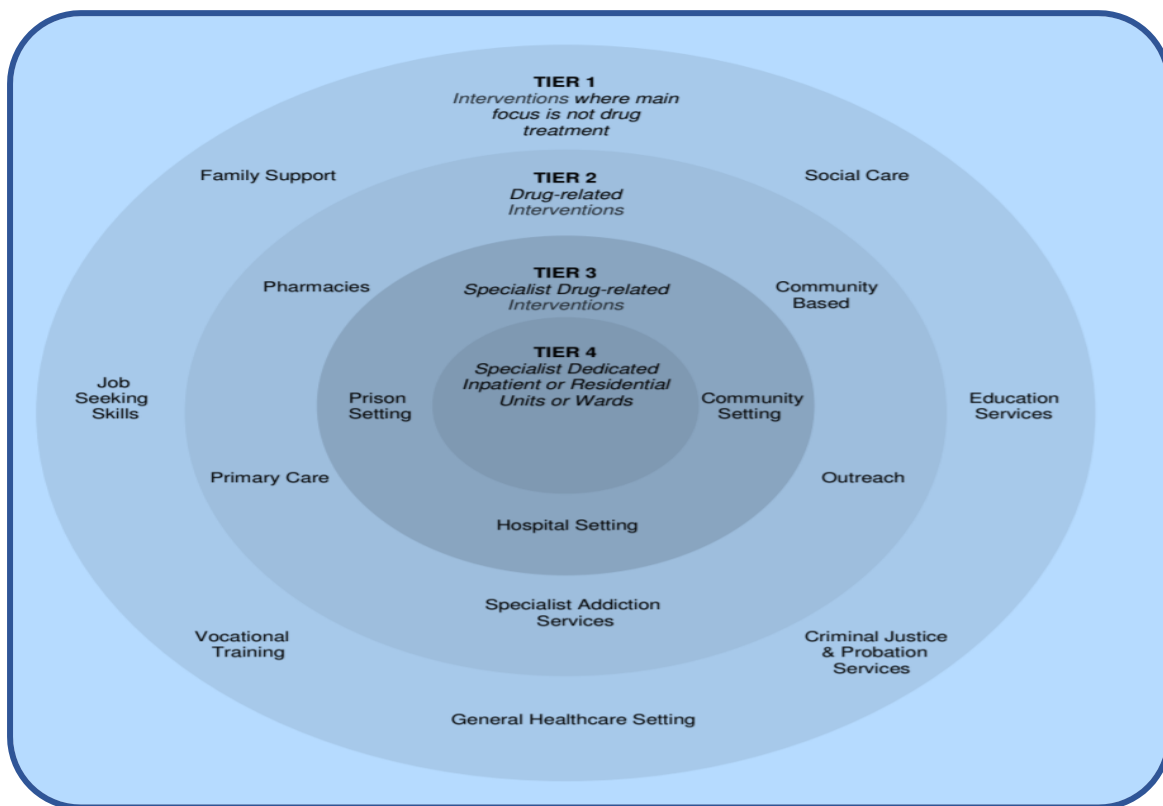 TIER 1
Interventions where main
focus is not drug
treatment
Family Support
Social Care
TIER 2
Drug-related
Interventions
Pharmacies
Community
Based
TIER 3
Specialist Drug-related
Interventions
TIER 4
Specialist Dedicated
Inpatient or Residential
Units or Wards
Job
Seeking
Skills
Prison
Setting
Community
Setting
Education
Services
Primary Care
Outreach
Hospital Setting
Specialist Addiction
Services
Vocational
Training
Criminal Justice
& Probation
Services
General Healthcare Setting